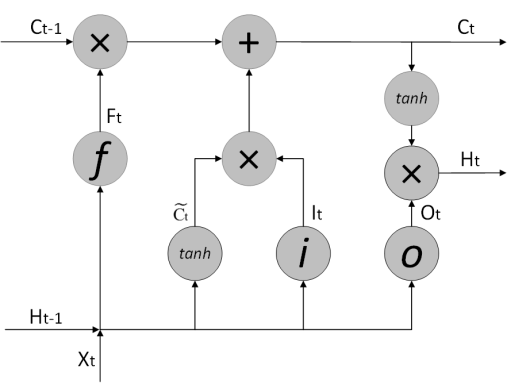 Ct-1 × + Ct
tanh
Ft
f × × Ht
C̃t It Ot
tanh i o
Ht-1
Xt